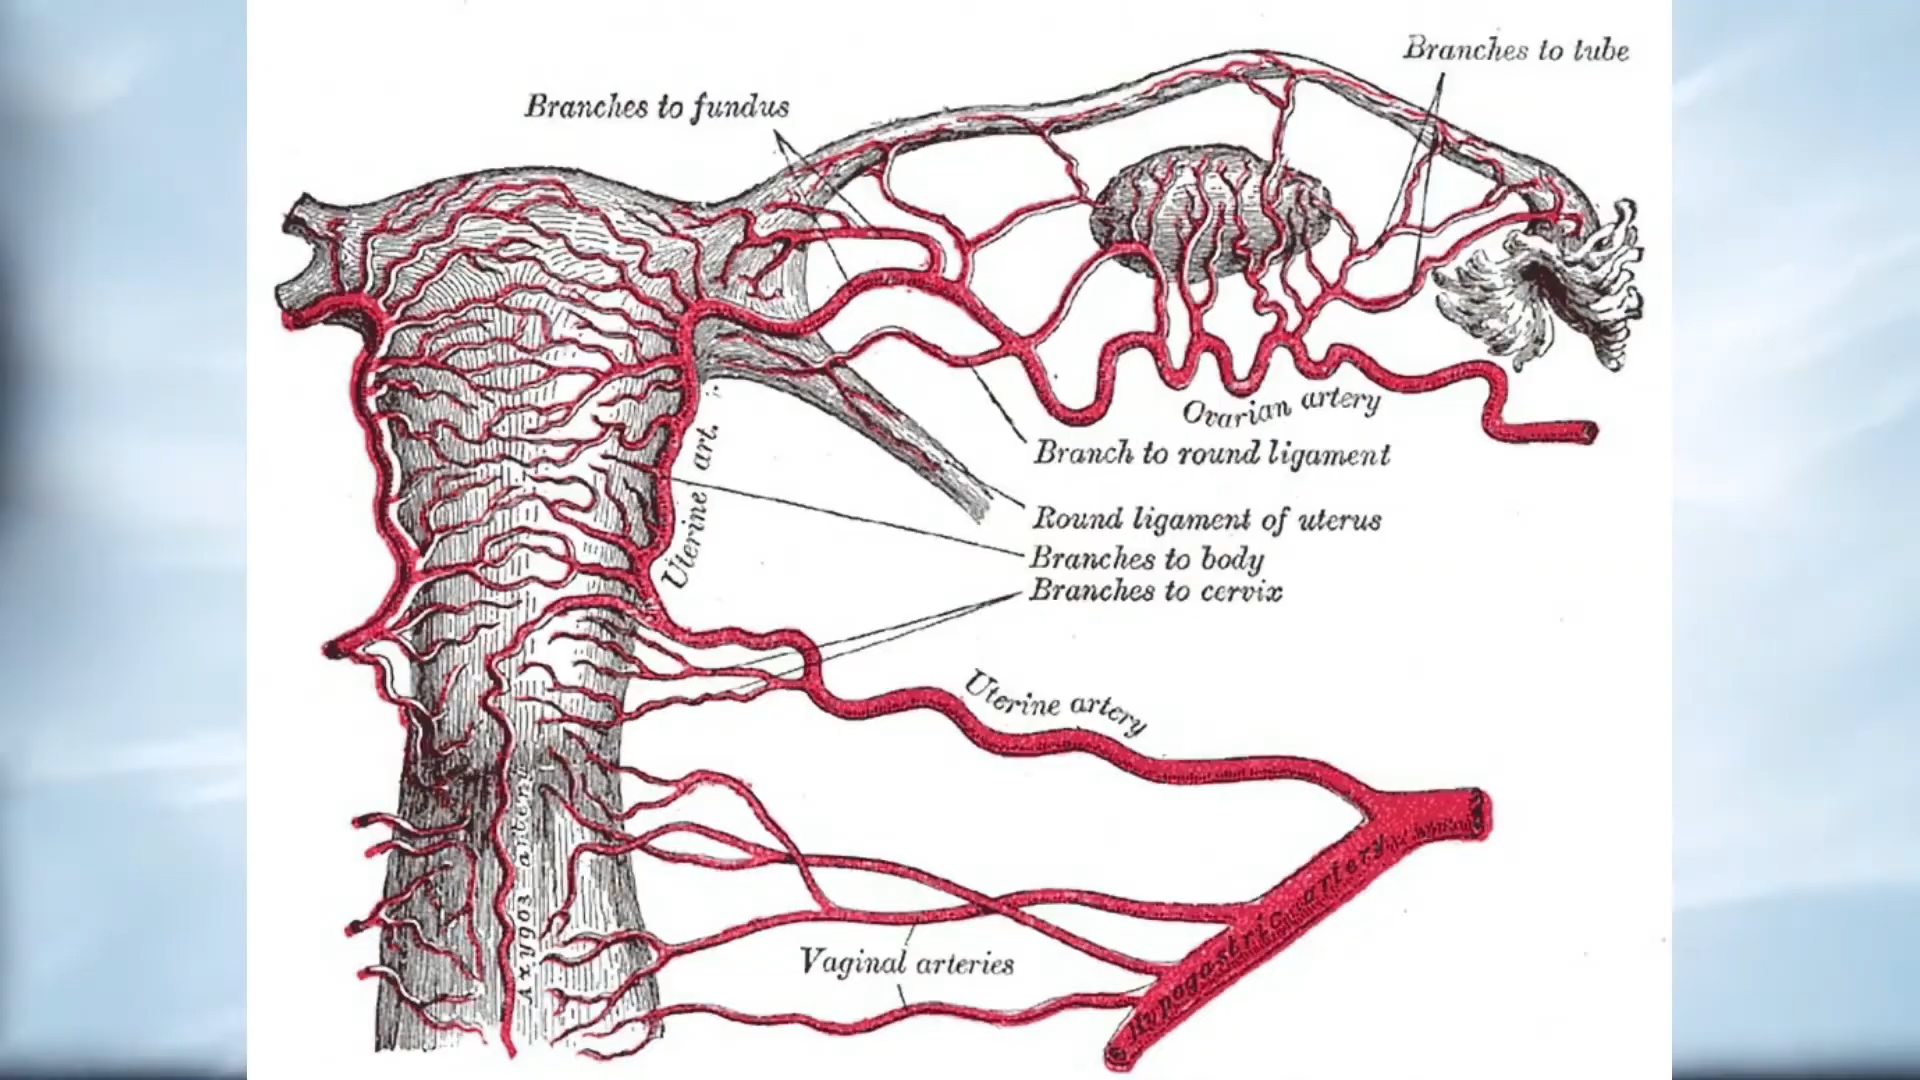 Branches to tube
Branches to fundus
Ovarian artery
Branch to round ligament
Uterine art.
Round ligament of uterus
Branches to body
Branches to cervix
Uterine artery
Azygos artery
Hypogastric artery
Vaginal arteries